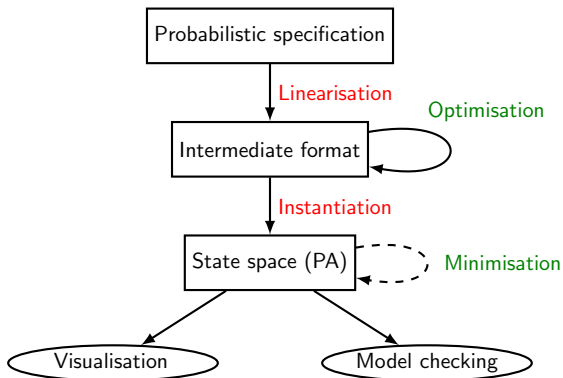 Probabilistic specification
Linearisation
Optimisation
Intermediate format
Instantiation
State space (PA)
Minimisation
Visualisation
Model checking